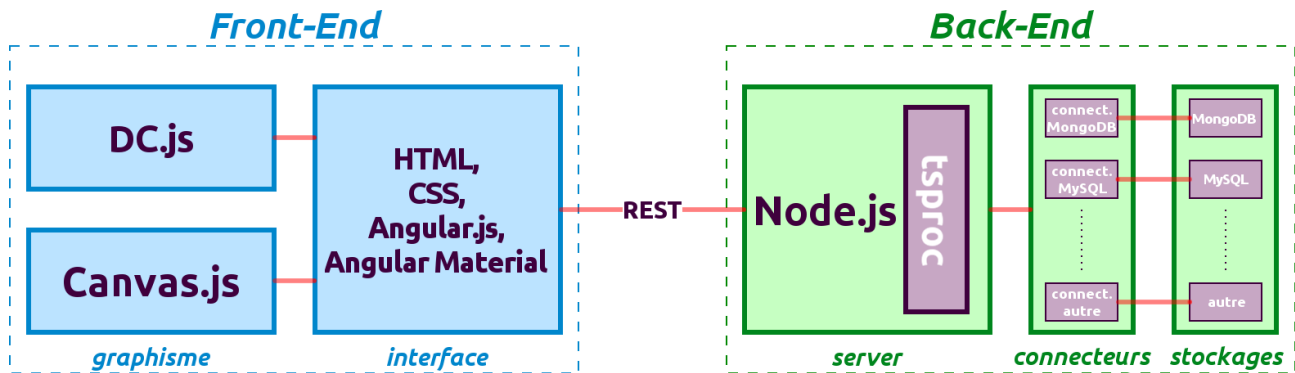 Front-End
Back-End
DC.js
Canvas.js
HTML,
CSS,
Angular.js,
Angular Material
graphisme
interface
REST
Node.js
tsproc
server
connect.
MongoDB
connect.
MySQL
connect.
autre
connecteurs
MongoDB
MySQL
autre
stockages